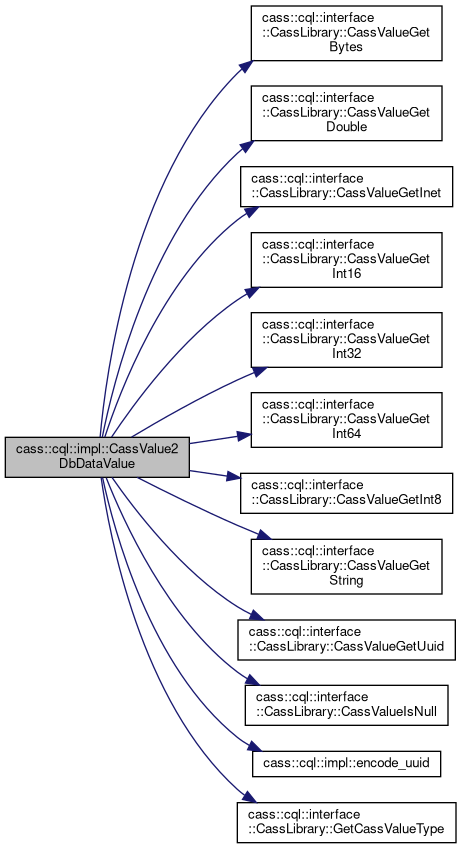 cass::cql::interface
::CassLibrary::CassValueGet
Bytes
cass::cql::interface
::CassLibrary::CassValueGet
Double
cass::cql::interface
::CassLibrary::CassValueGetInet
cass::cql::interface
::CassLibrary::CassValueGet
Int16
cass::cql::interface
::CassLibrary::CassValueGet
Int32
cass::cql::interface
::CassLibrary::CassValueGet
Int64
cass::cql::impl::CassValue2
DbDataValue
cass::cql::interface
::CassLibrary::CassValueGetInt8
cass::cql::interface
::CassLibrary::CassValueGet
String
cass::cql::interface
::CassLibrary::CassValueGetUuid
cass::cql::interface
::CassLibrary::CassValueIsNull
cass::cql::impl::encode_uuid
cass::cql::interface
::CassLibrary::GetCassValueType